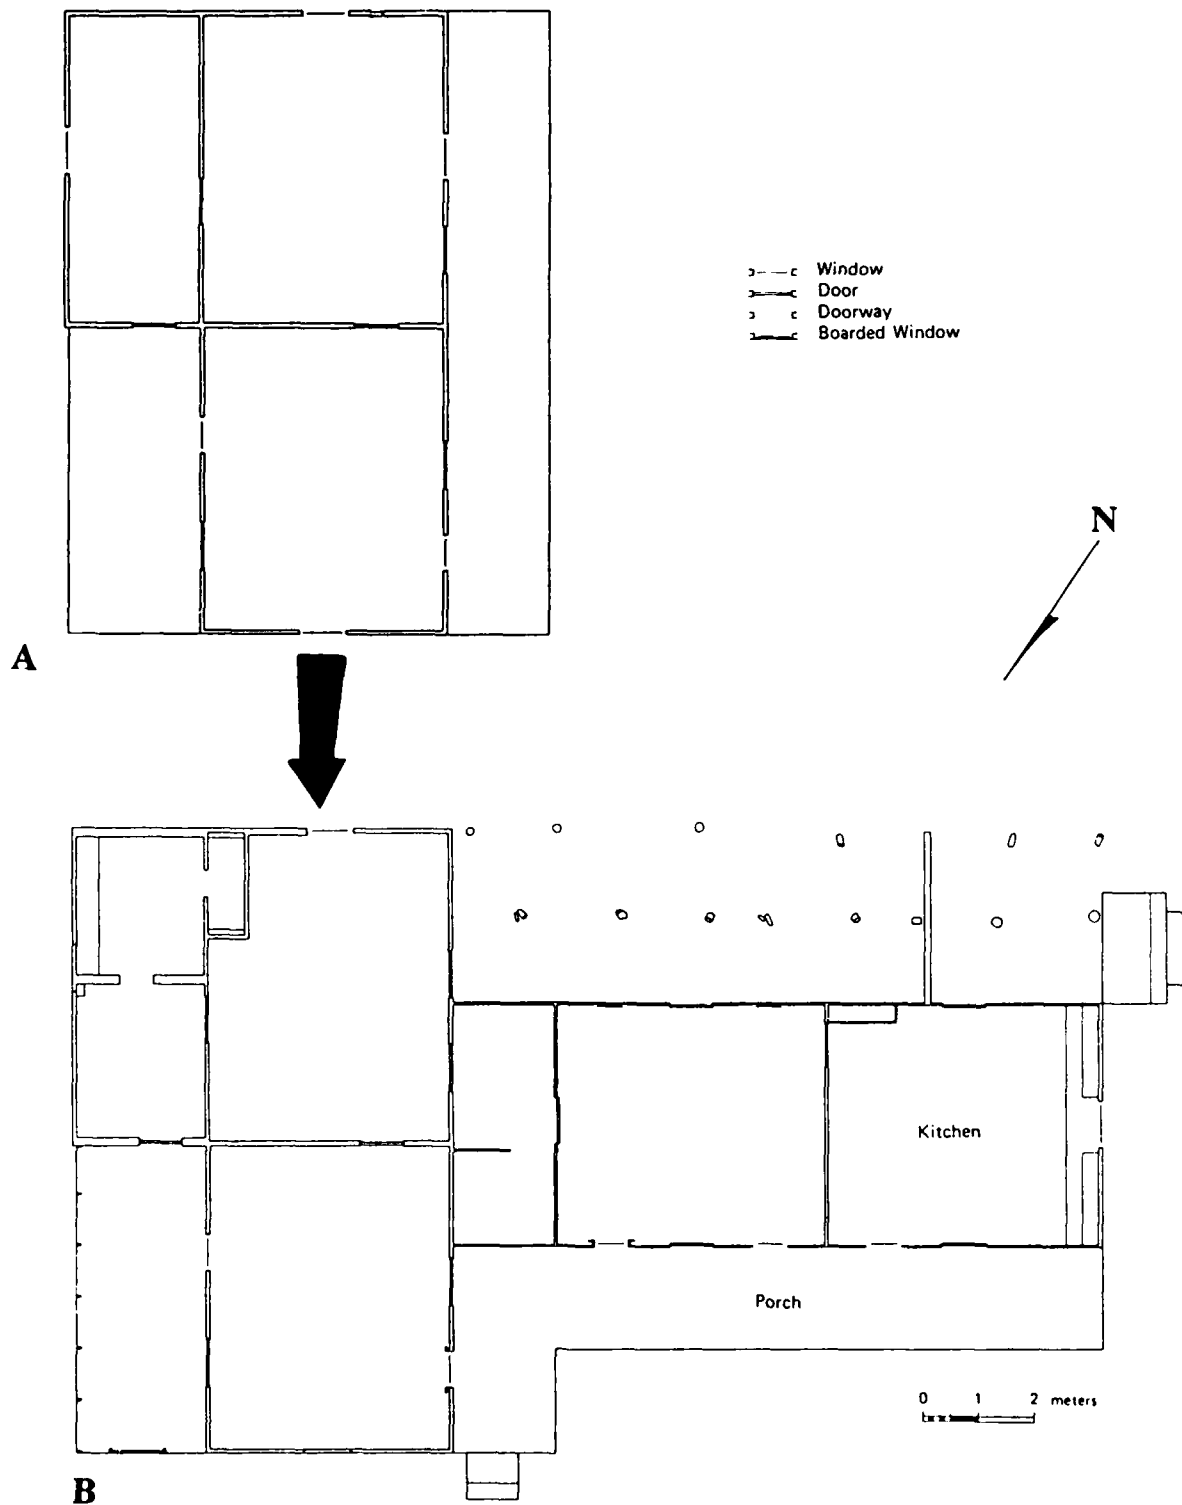 Window
Door
Doorway
Boarded Window
N
A
Kitchen
Porch
0 1 2 meters
B